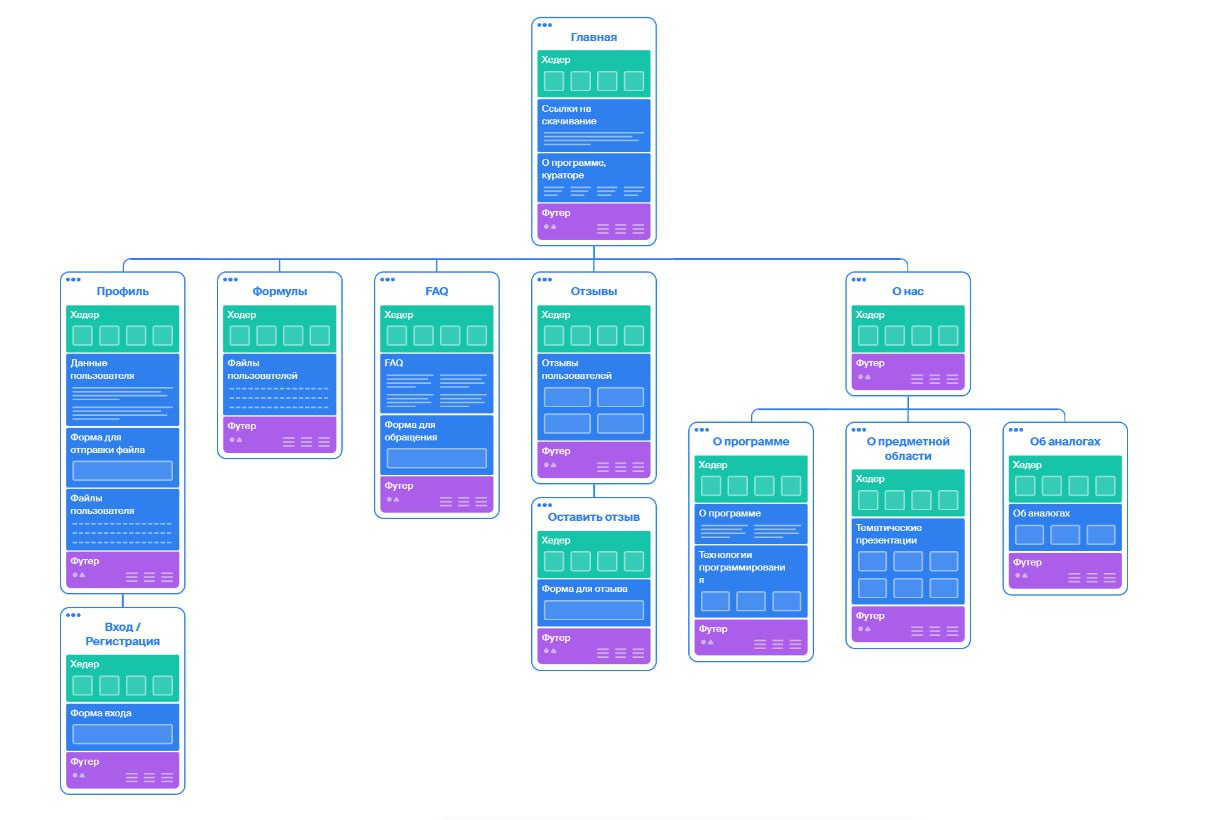 Главная
Хедер
Ссылки на
скачивание
О программе,
кураторе
Футер
Профиль
Хедер
Данные
пользователя
Форма для
отправки файла
Файлы
пользователя
Футер
Вход /
Регистрация
Хедер
Форма входа
Футер
Формулы
Хедер
Файлы
пользователей
Футер
FAQ
Хедер
FAQ
Форма для
обращения
Футер
Отзывы
Хедер
Отзывы
пользователей
Футер
Оставить отзыв
Хедер
Форма для отзыва
Футер
О нас
Хедер
Футер
О программе
Хедер
О программе
Технологии
программировани
я
Футер
О предметной
области
Хедер
Тематические
презентации
Футер
Об аналогах
Хедер
Об аналогах
Футер